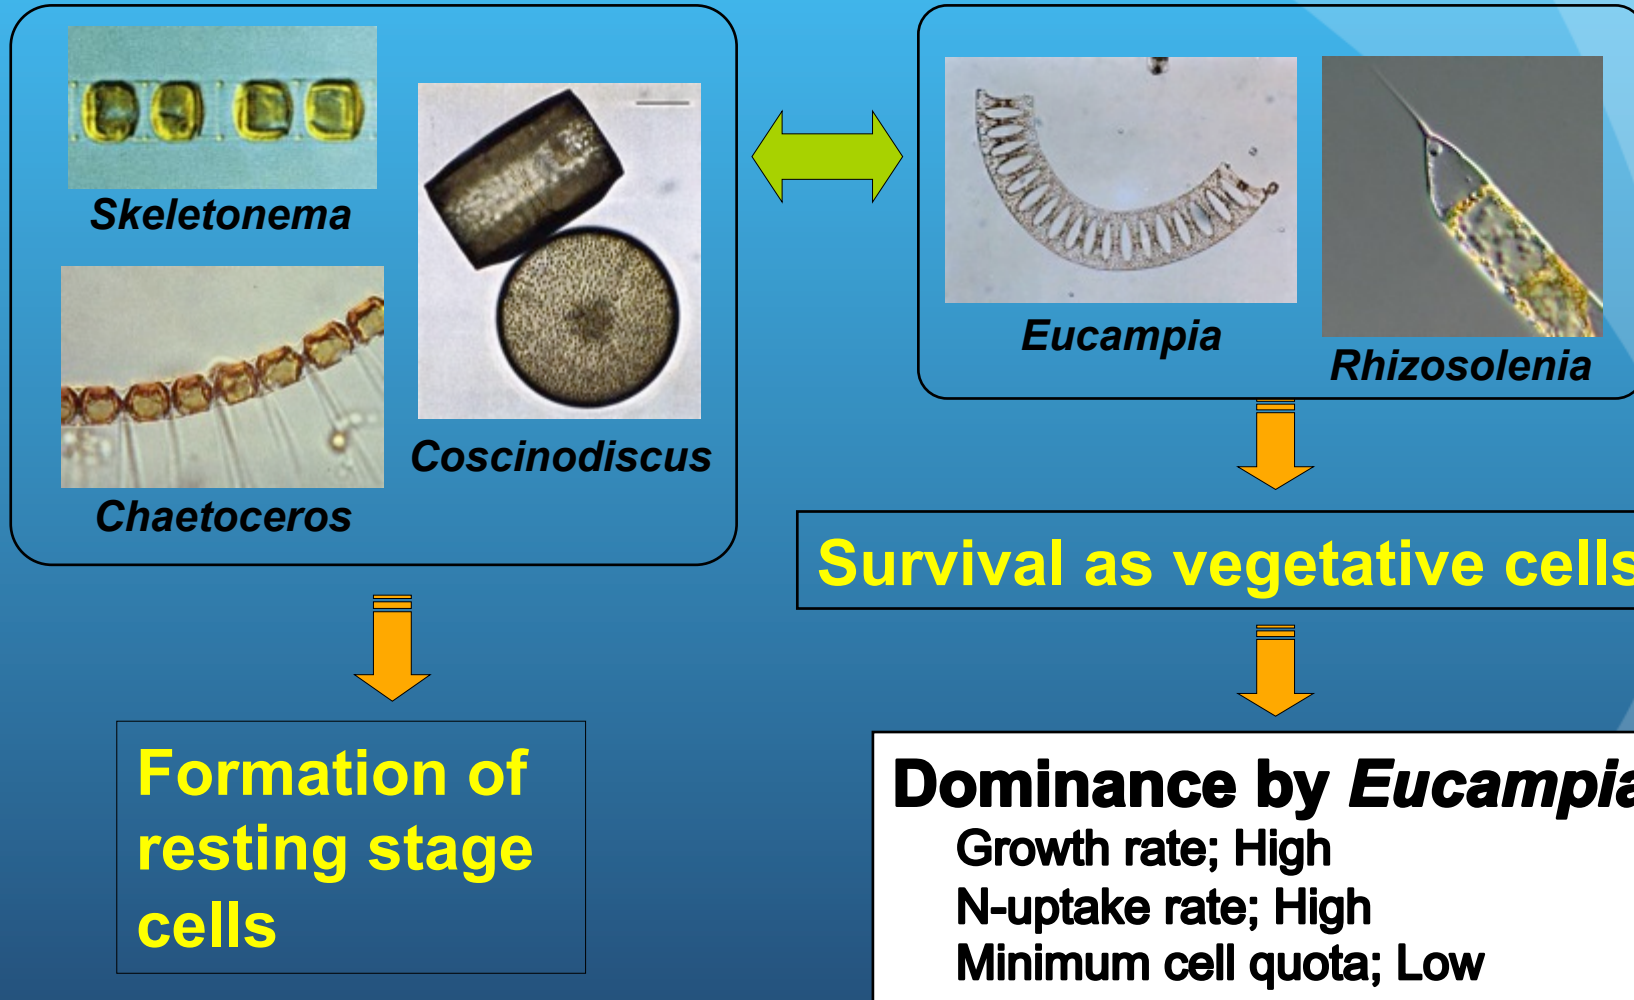 Skeletonema
Chaetoceros
Coscinodiscus
Formation of
resting stage
cells
Eucampia
Rhizosolenia
Survival as vegetative cells
Dominance by Eucampia
Growth rate; High
N-uptake rate; High
Minimum cell quota; Low